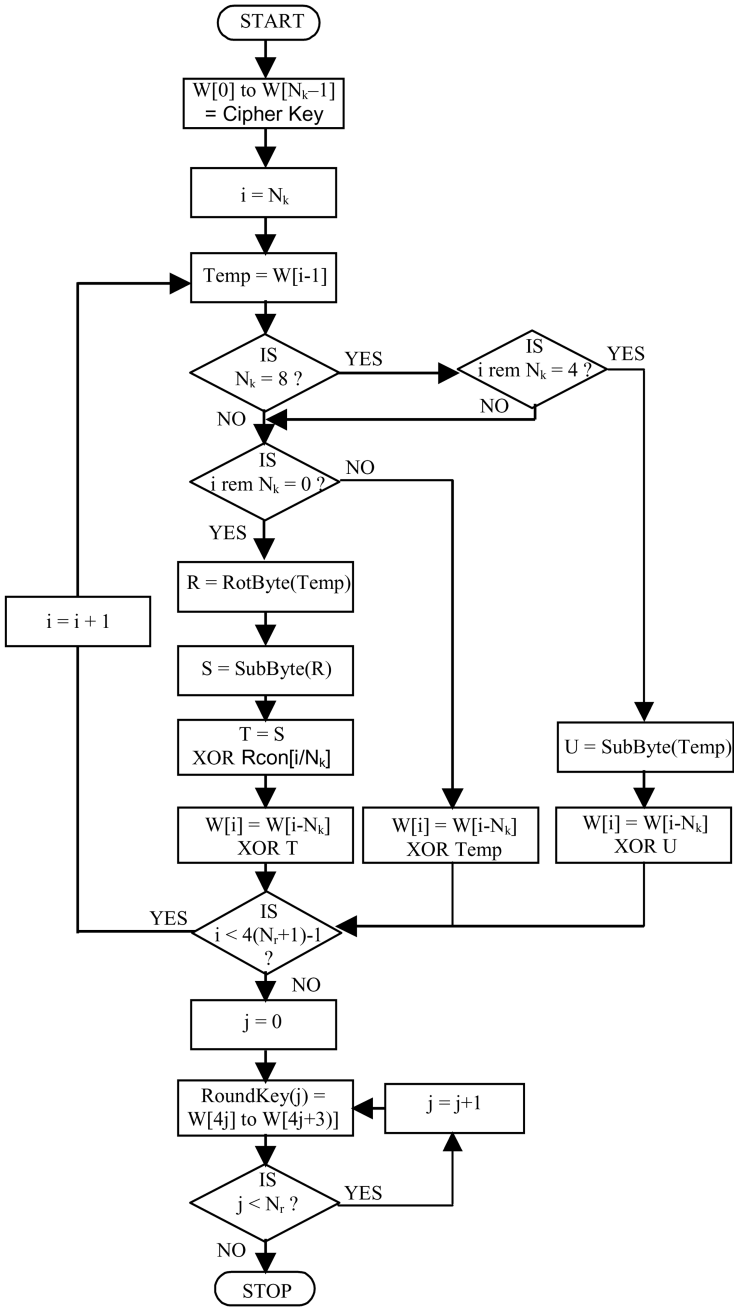 START
W[0] to W[Nₖ–1]
= Cipher Key
i = Nₖ
Temp = W[i-1]
IS
Nₖ = 8 ?
YES
IS
i rem Nₖ = 4 ?
YES
NO
NO
IS
i rem Nₖ = 0 ?
NO
YES
R = RotByte(Temp)
i = i + 1
S = SubByte(R)
T = S
XOR Rcon[i/Nₖ]
U = SubByte(Temp)
W[i] = W[i-Nₖ]
XOR T
W[i] = W[i-Nₖ]
XOR Temp
W[i] = W[i-Nₖ]
XOR U
YES
IS
i < 4(Nᵣ+1)-1
?
NO
j = 0
RoundKey(j) =
W[4j] to W[4j+3)]
j = j+1
IS
j < Nᵣ ?
YES
NO
STOP